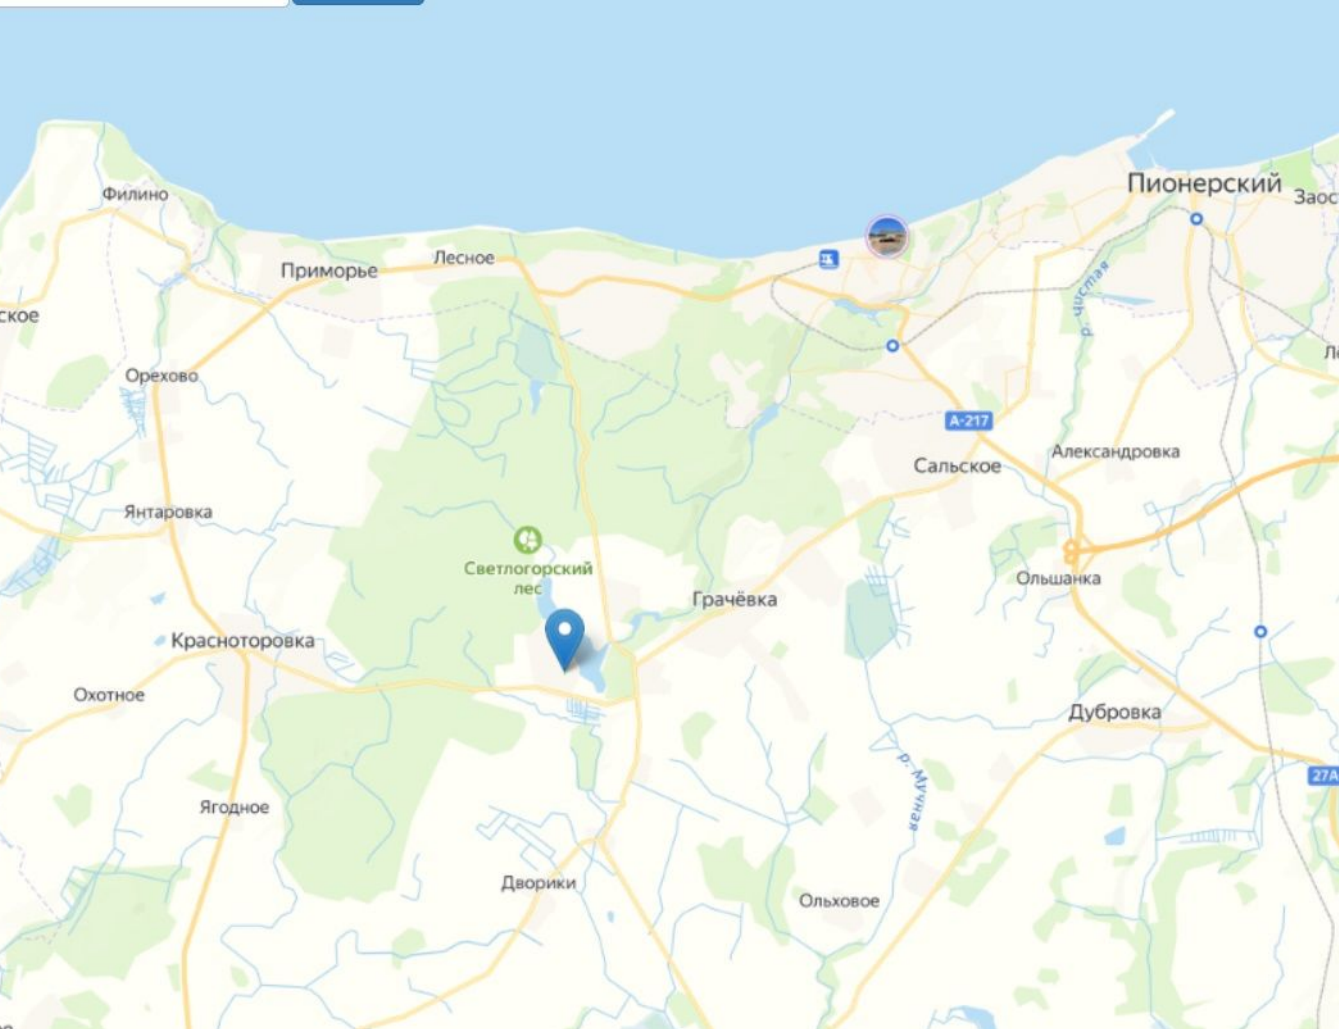 Филино
Пионерский
Заос
Приморье
Лесное
ское
р. Чистая
Орехово
А-217
Александровка
Сальское
Янтаровка
Светлогорский
лес
Ольшанка
Грачёвка
Красноторовка
Охотное
Дубровка
р. Мучная
27А
Ягодное
Дворики
Ольховое